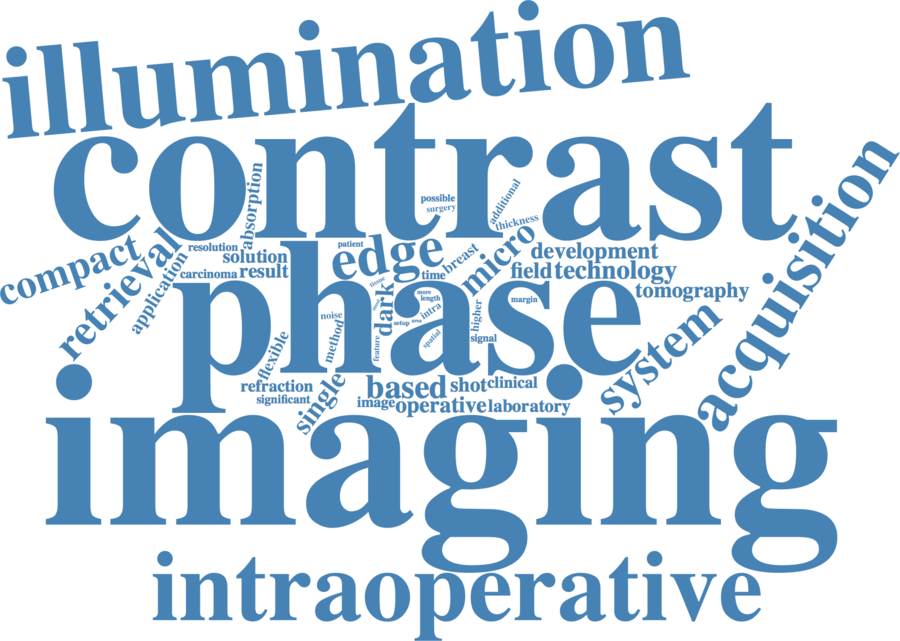 illumination
contrast
absorption
possible
surgery
additional
thickness
acquisition
compact
retrieval
application
resolution
solution
carcinoma
result
patient
edge
time
breast
micro
development
field
technology
tomography
phase
tissue
more
length
intra
dark
setup
area
spatial
higher
signal
margin
noise
method
feature
flexible
system
refraction
significant
single
based
shot
clinical
image
operative
laboratory
imaging
intraoperative